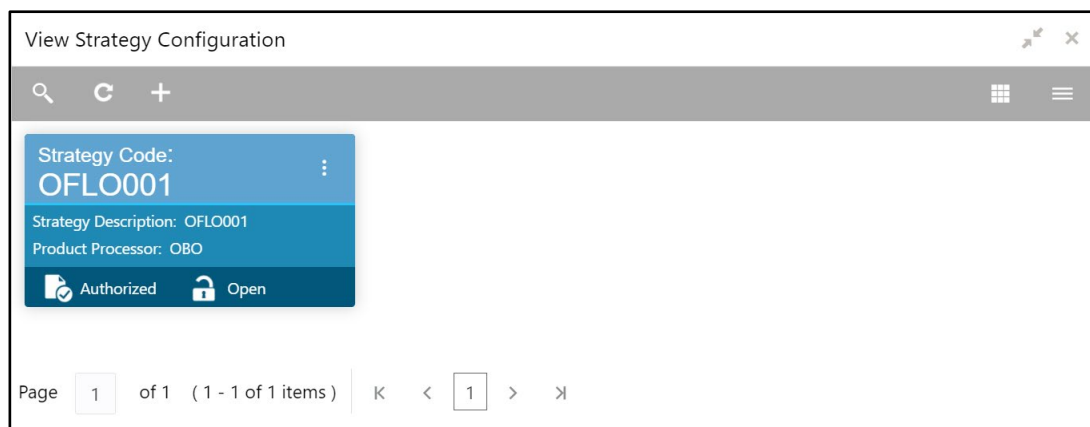 View Strategy Configuration
Strategy Code:
OFLO001
Strategy Description: OFLO001
Product Processor: OBO
Authorized Open
Page 1 of 1 ( 1 - 1 of 1 items ) 1